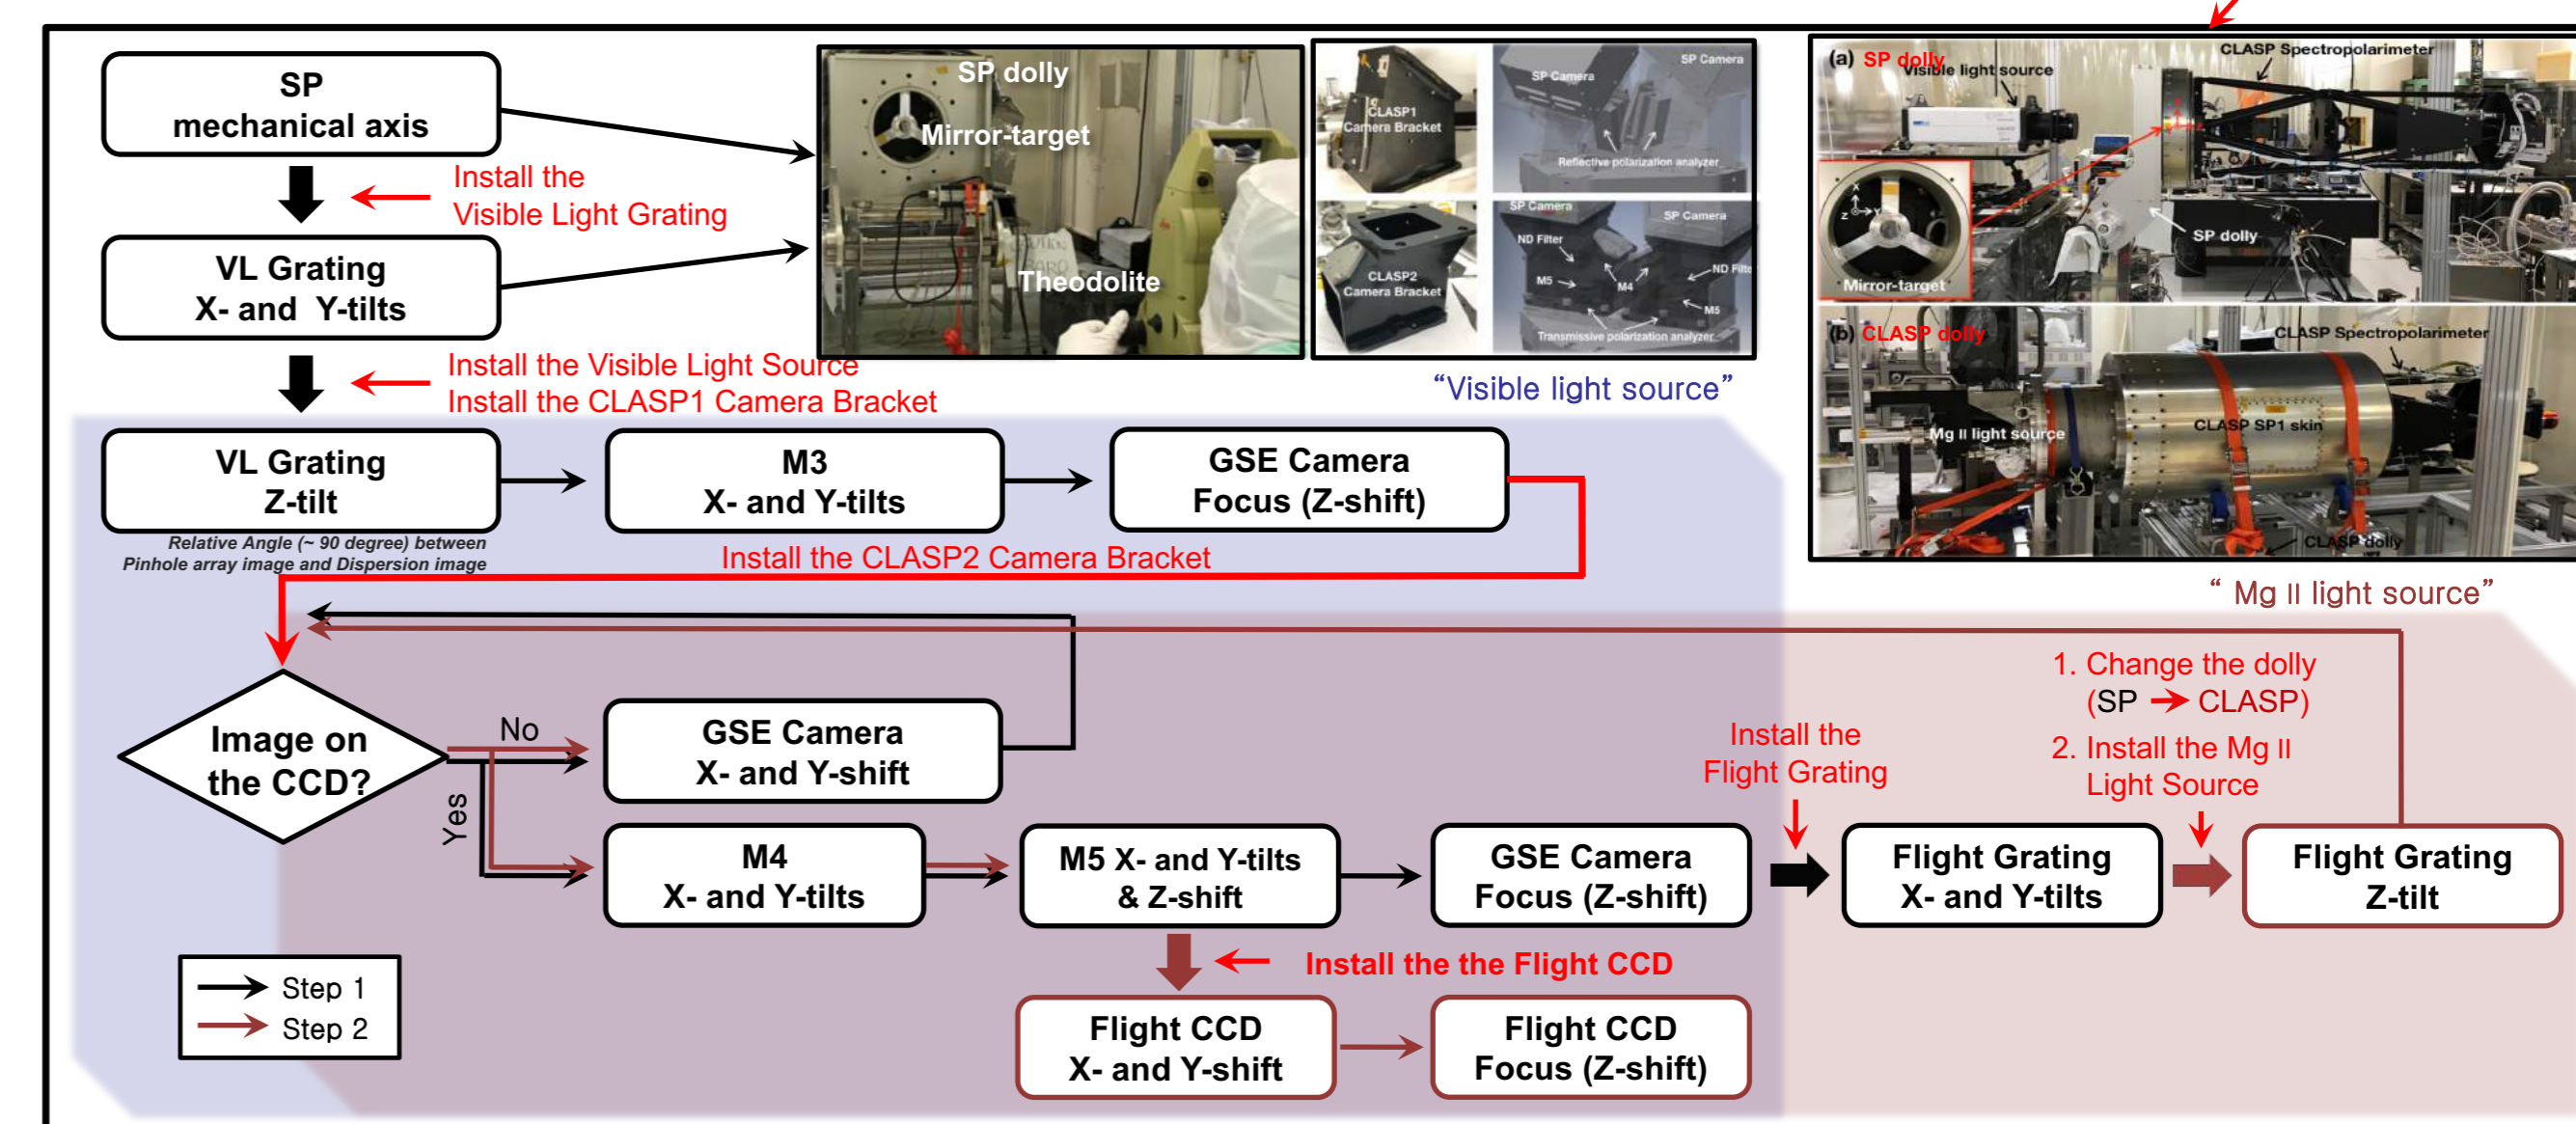 SP
mechanical axis
Install the
Visible Light Grating
VL Grating
X- and Y-tilts
Install the Visible Light Source
Install the CLASP1 Camera Bracket
SP dolly
Mirror-target
Theodolite
CLASP1
Camera Bracket
SP Camera
SP Camera
Reflective polarization analyzer
CLASP2
Camera Bracket
SP Camera
SP Camera
ND Filter
ND Filte
M5
M4
M5
Transmissive polarization analyzer
"Visible light source"
(a) SP dolly
Visible light source
CLASP Spectropolarimeter
X
Z
Mirror-target
SP dolly
(b) CLASP dolly
CLASP Spectropolarimeter
Mg II light source
CLASP SP1 skin
CLASP dolly
" Mg II light source"
VL Grating
Z-tilt
M3
X- and Y-tilts
GSE Camera
Focus (Z-shift)
Relative Angle (~ 90 degree) between
Pinhole array image and Dispersion image
Install the CLASP2 Camera Bracket
Image on
the CCD?
No
Yes
GSE Camera
X- and Y-shift
M4
X- and Y-tilts
M5 X- and Y-tilts
& Z-shift
GSE Camera
Focus (Z-shift)
Install the
Flight Grating
Flight Grating
X- and Y-tilts
1. Change the dolly
(SP → CLASP)
2. Install the Mg II
Light Source
Flight Grating
Z-tilt
Install the the Flight CCD
Flight CCD
X- and Y-shift
Flight CCD
Focus (Z-shift)
Step 1
Step 2